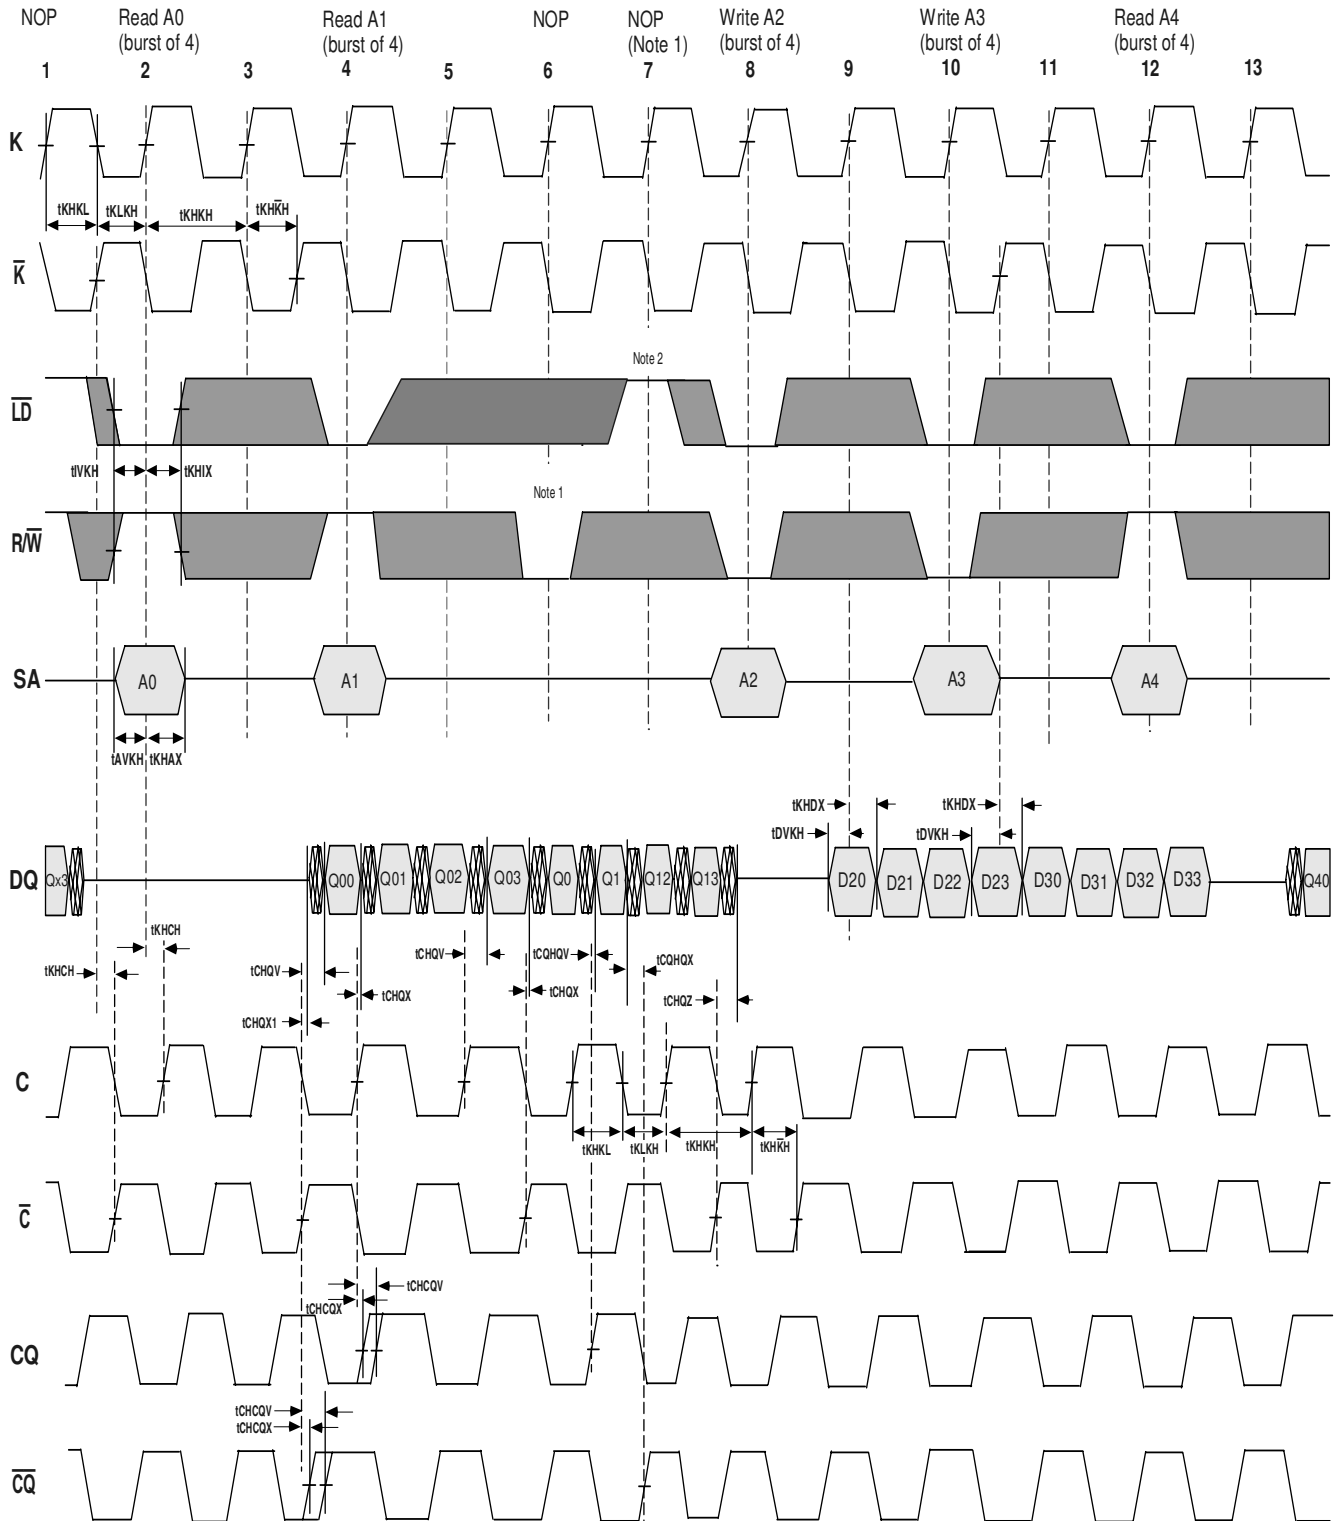 NOP
Read A0
(burst of 4)
Read A1
(burst of 4)
NOP
NOP
(Note 1)
Write A2
(burst of 4)
Write A3
(burst of 4)
Read A4
(burst of 4)
1 2 3 4 5 6 7 8 9 10 11 12 13
K
tKHKL tKLKH tKHKH tKHK̅H
K̅
Note 2
L̅D̅
tIVKH tKHIX
Note 1
R/W̅
SA A0 A1 A2 A3 A4
tAVKH tKHAX
tKHDX tKHDX
tDVKH tDVKH
DQ Qx3 Q00 Q01 Q02 Q03 Q0 Q1 Q12 Q13 D20 D21 D22 D23 D30 D31 D32 D33 Q40
tKHCH
tKHCH tCHQV tCHQV tCQHQV tCQHQX
tCHQX tCHQX tCHQZ
tCHQX1
C
tKHKL tKLKH tKHKH tKHK̅H
C̅
tCHCQV
tCHCQX
CQ
tCHCQV
tCHCQX
C̅Q̅